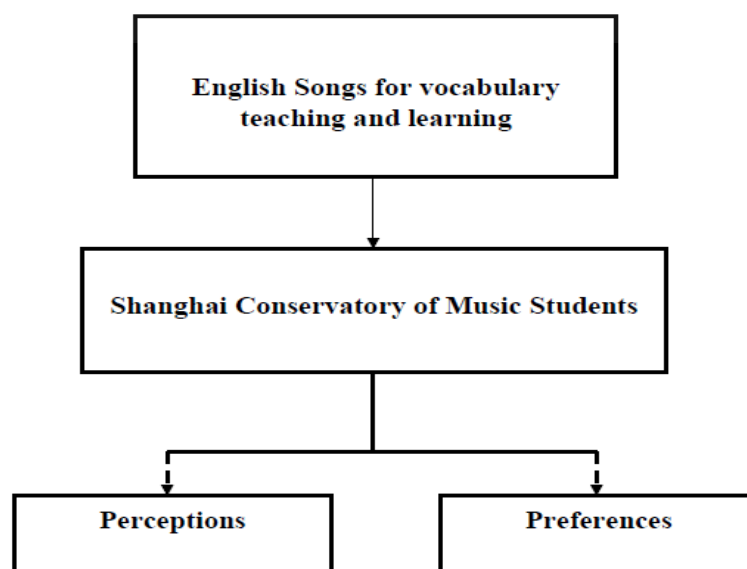 English Songs for vocabulary
teaching and learning
Shanghai Conservatory of Music Students
Perceptions
Preferences